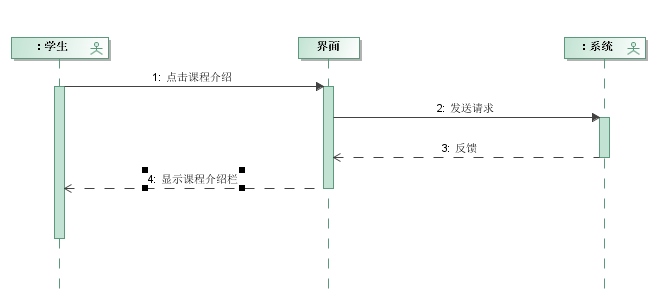 : 学生
界面
: 系统
1: 点击课程介绍
2: 发送请求
3: 反馈
4: 显示课程介绍栏